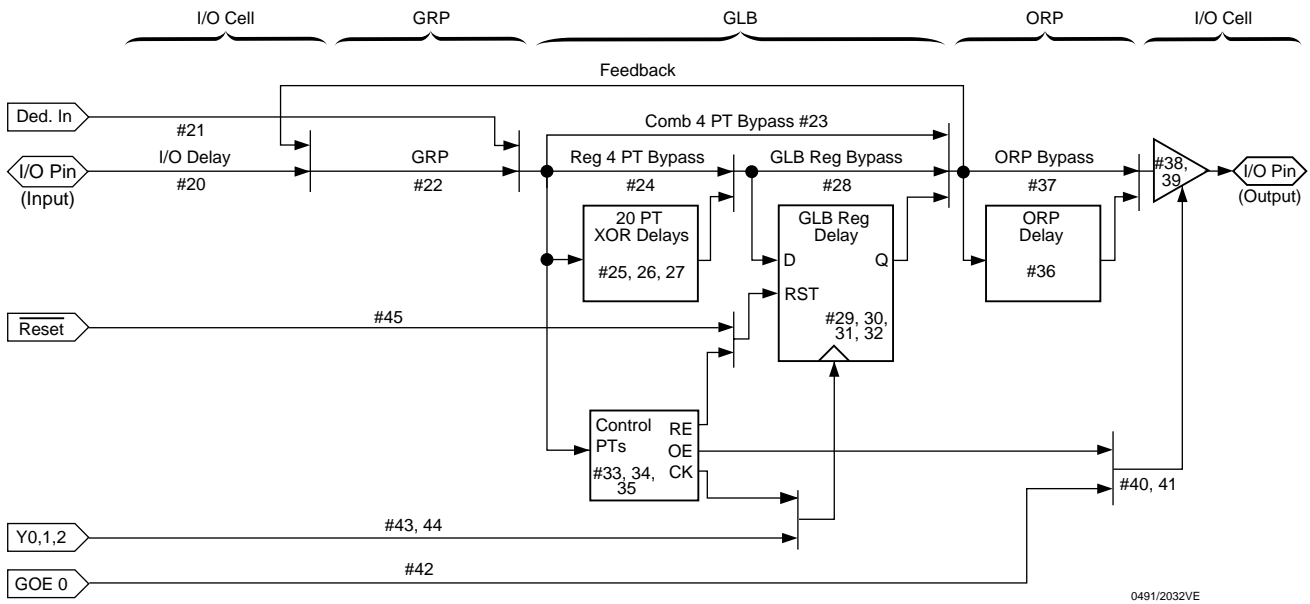 I/O Cell
GRP
GLB
ORP
I/O Cell
Feedback
Ded. In
#21
Comb 4 PT Bypass #23
I/O Pin
(Input)
I/O Delay
#20
GRP
#22
Reg 4 PT Bypass
#24
GLB Reg Bypass
#28
ORP Bypass
#37
#38,
39
I/O Pin
(Output)
20 PT
XOR Delays
#25, 26, 27
GLB Reg
Delay
D
Q
RST
#29, 30,
31, 32
ORP
Delay
#36
Reset
#45
Control
PTs
#33, 34,
35
RE
OE
CK
#40, 41
Y0,1,2
#43, 44
GOE 0
#42
0491/2032VE